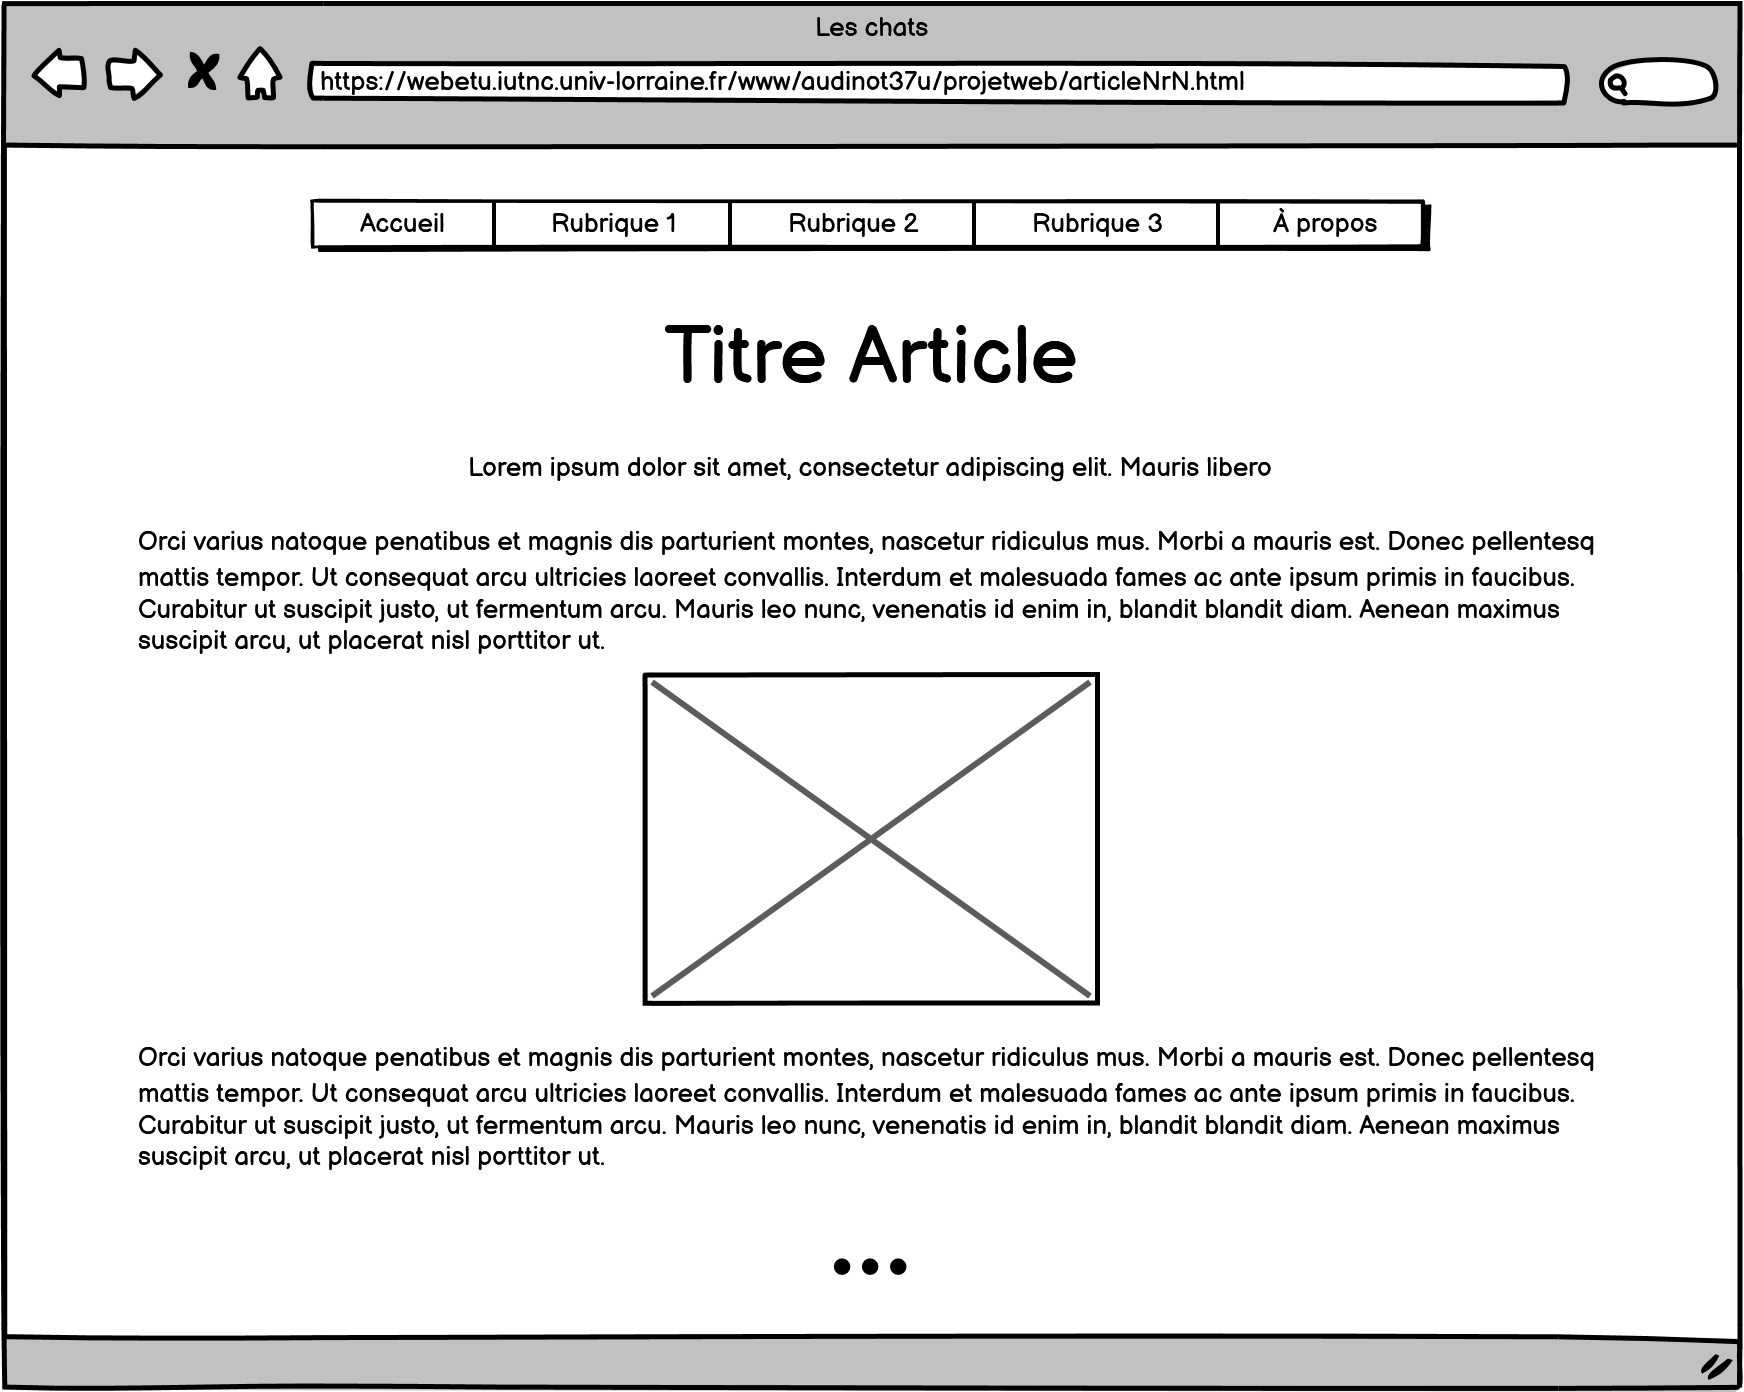 Les chats
https://webetu.iutnc.univ-lorraine.fr/www/audinot37u/projetweb/articleNrN.html
Accueil Rubrique 1 Rubrique 2 Rubrique 3 À propos
Titre Article
Lorem ipsum dolor sit amet, consectetur adipiscing elit. Mauris libero
Orci varius natoque penatibus et magnis dis parturient montes, nascetur ridiculus mus. Morbi a mauris est. Donec pellentesq
mattis tempor. Ut consequat arcu ultricies laoreet convallis. Interdum et malesuada fames ac ante ipsum primis in faucibus.
Curabitur ut suscipit justo, ut fermentum arcu. Mauris leo nunc, venenatis id enim in, blandit blandit diam. Aenean maximus
suscipit arcu, ut placerat nisl porttitor ut.
Orci varius natoque penatibus et magnis dis parturient montes, nascetur ridiculus mus. Morbi a mauris est. Donec pellentesq
mattis tempor. Ut consequat arcu ultricies laoreet convallis. Interdum et malesuada fames ac ante ipsum primis in faucibus.
Curabitur ut suscipit justo, ut fermentum arcu. Mauris leo nunc, venenatis id enim in, blandit blandit diam. Aenean maximus
suscipit arcu, ut placerat nisl porttitor ut.